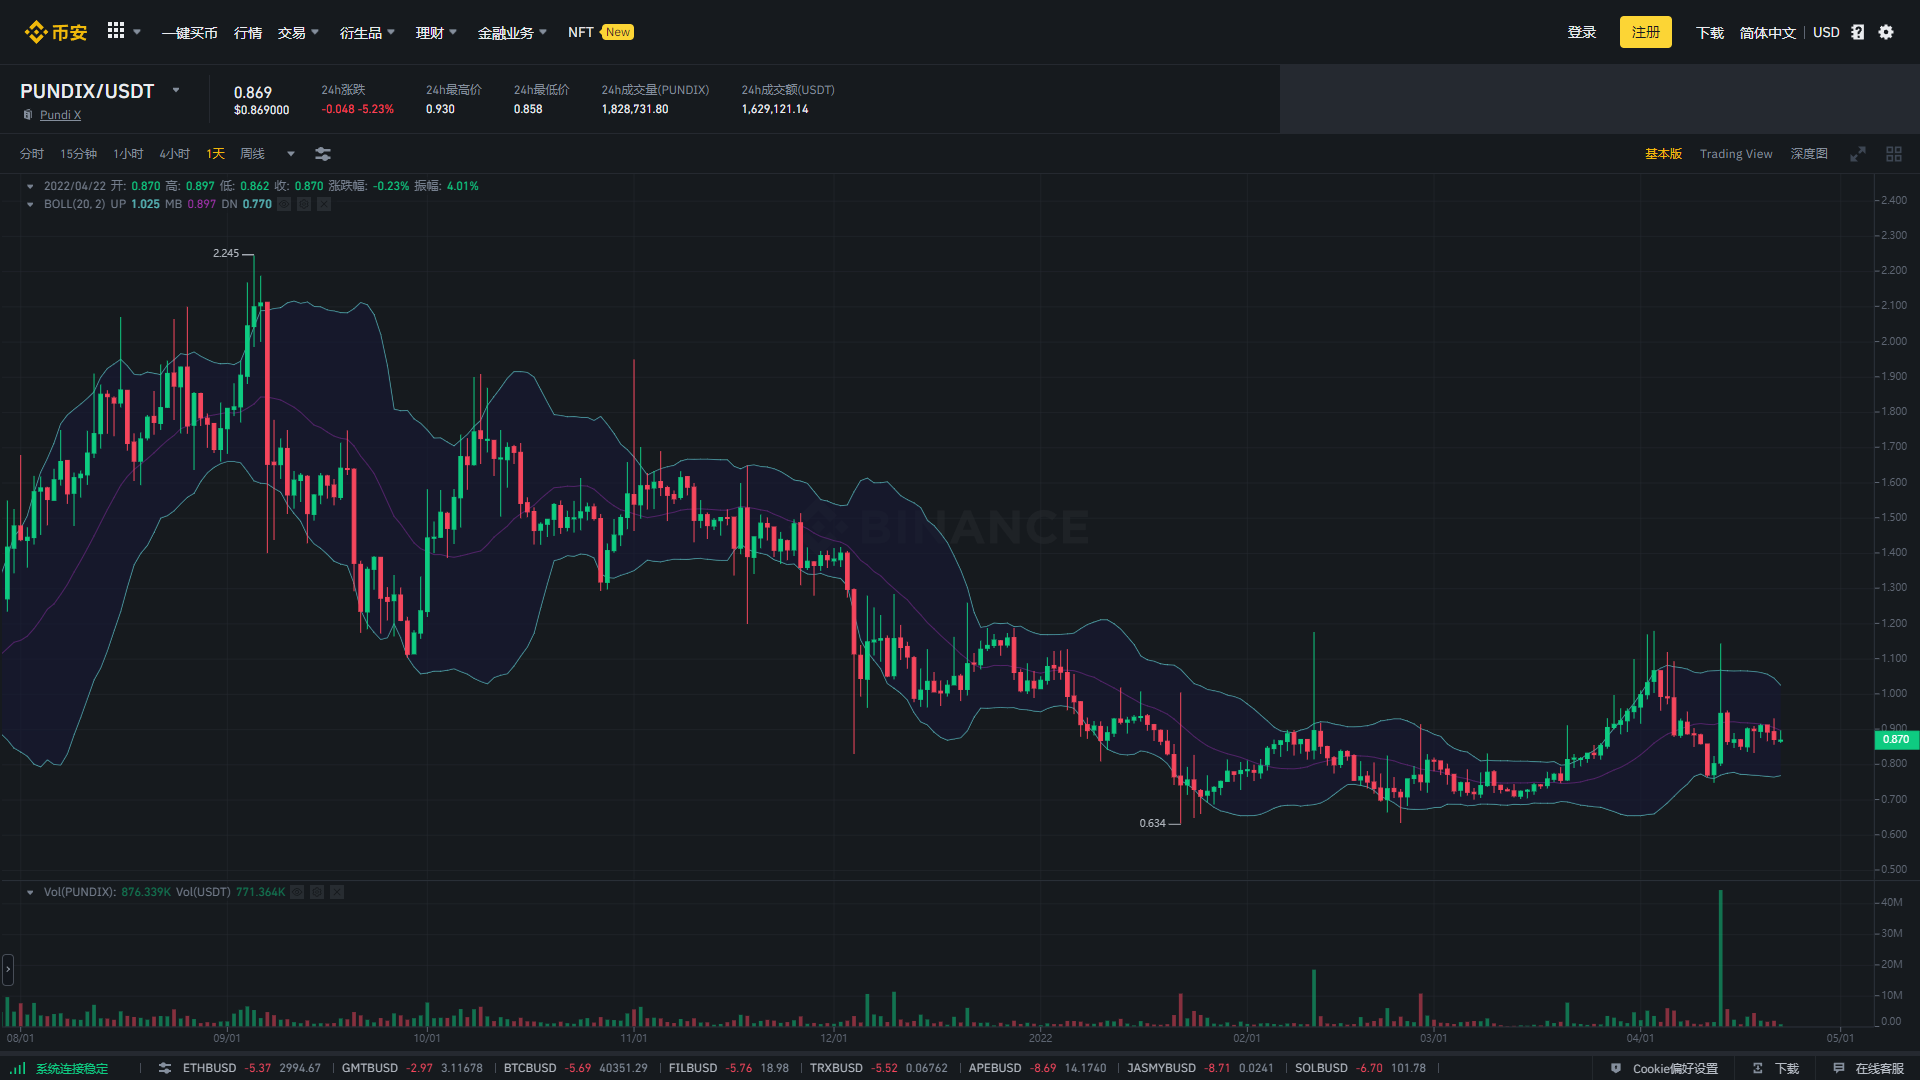 币安 一键买币 行情 交易 衍生品 理财 金融业务 NFT New 登录 注册 下载 简体中文 USD
PUNDIX/USDT
Pundi X
0.869
$0.869000
24h涨跌
-0.048 -5.23%
24h最高价
0.930
24h最低价
0.858
24h成交量(PUNDIX)
1,828,731.80
24h成交额(USDT)
1,629,121.14
分时 15分钟 1小时 4小时 1天 周线 基本版 Trading View 深度图
2022/04/22 开: 0.870 高: 0.897 低: 0.862 收: 0.870 涨跌幅: -0.23% 振幅: 4.01%
BOLL(20, 2) UP 1.025 MB 0.897 DN 0.770
2.245
0.634
BINANCE
2.400
2.300
2.200
2.100
2.000
1.900
1.800
1.700
1.600
1.500
1.400
1.300
1.200
1.100
1.000
0.900
0.870
0.800
0.700
0.600
0.500
Vol(PUNDIX): 876.339K Vol(USDT) 771.364K
40M
30M
20M
10M
0.00
08/01 09/01 10/01 11/01 12/01 2022 02/01 03/01 04/01 05/01
系统连接稳定 ETHBUSD -5.37 2994.67 GMTBUSD -2.97 3.11678 BTCBUSD -5.69 40351.29 FILBUSD -5.76 18.98 TRXBUSD -5.52 0.06762 APEBUSD -8.69 14.1740 JASMYBUSD -8.71 0.0241 SOLBUSD -6.70 101.78 Cookie偏好设置 下载 在线客服